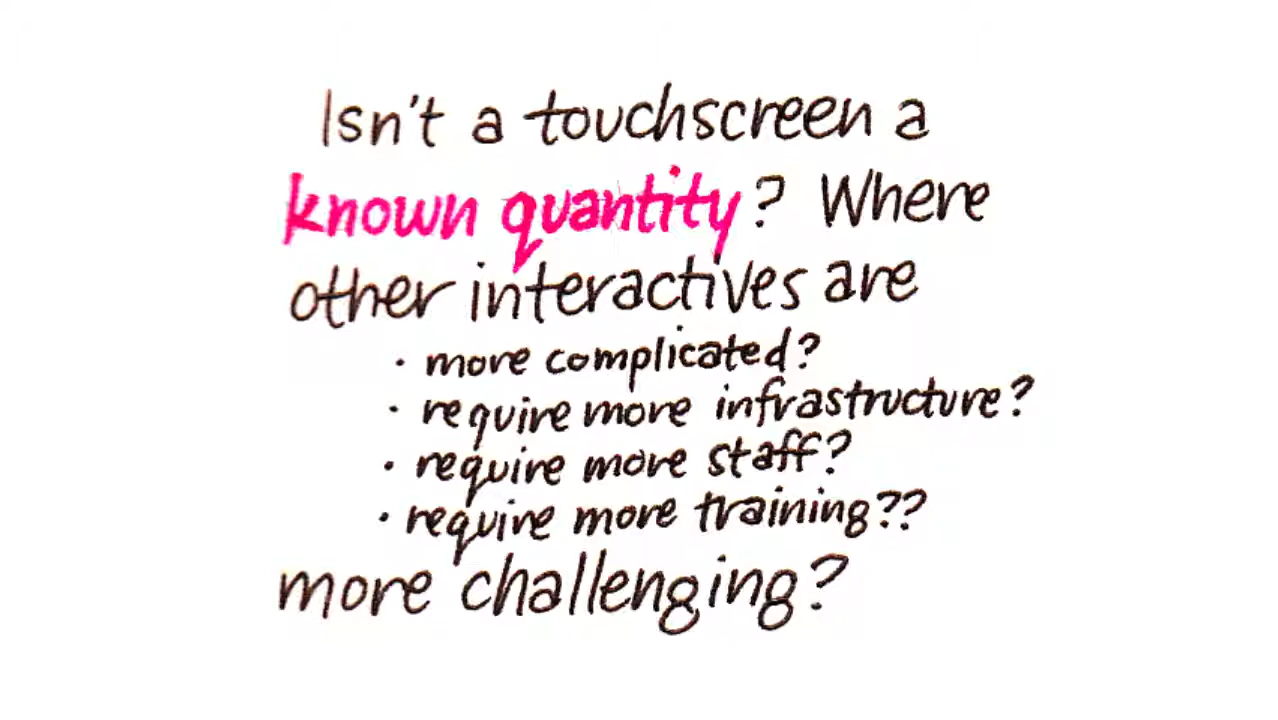 Isn't a touchscreen a
known quantity? Where
other interactives are
• more complicated?
• require more infrastructure?
• require more staff?
• require more training??
more challenging?